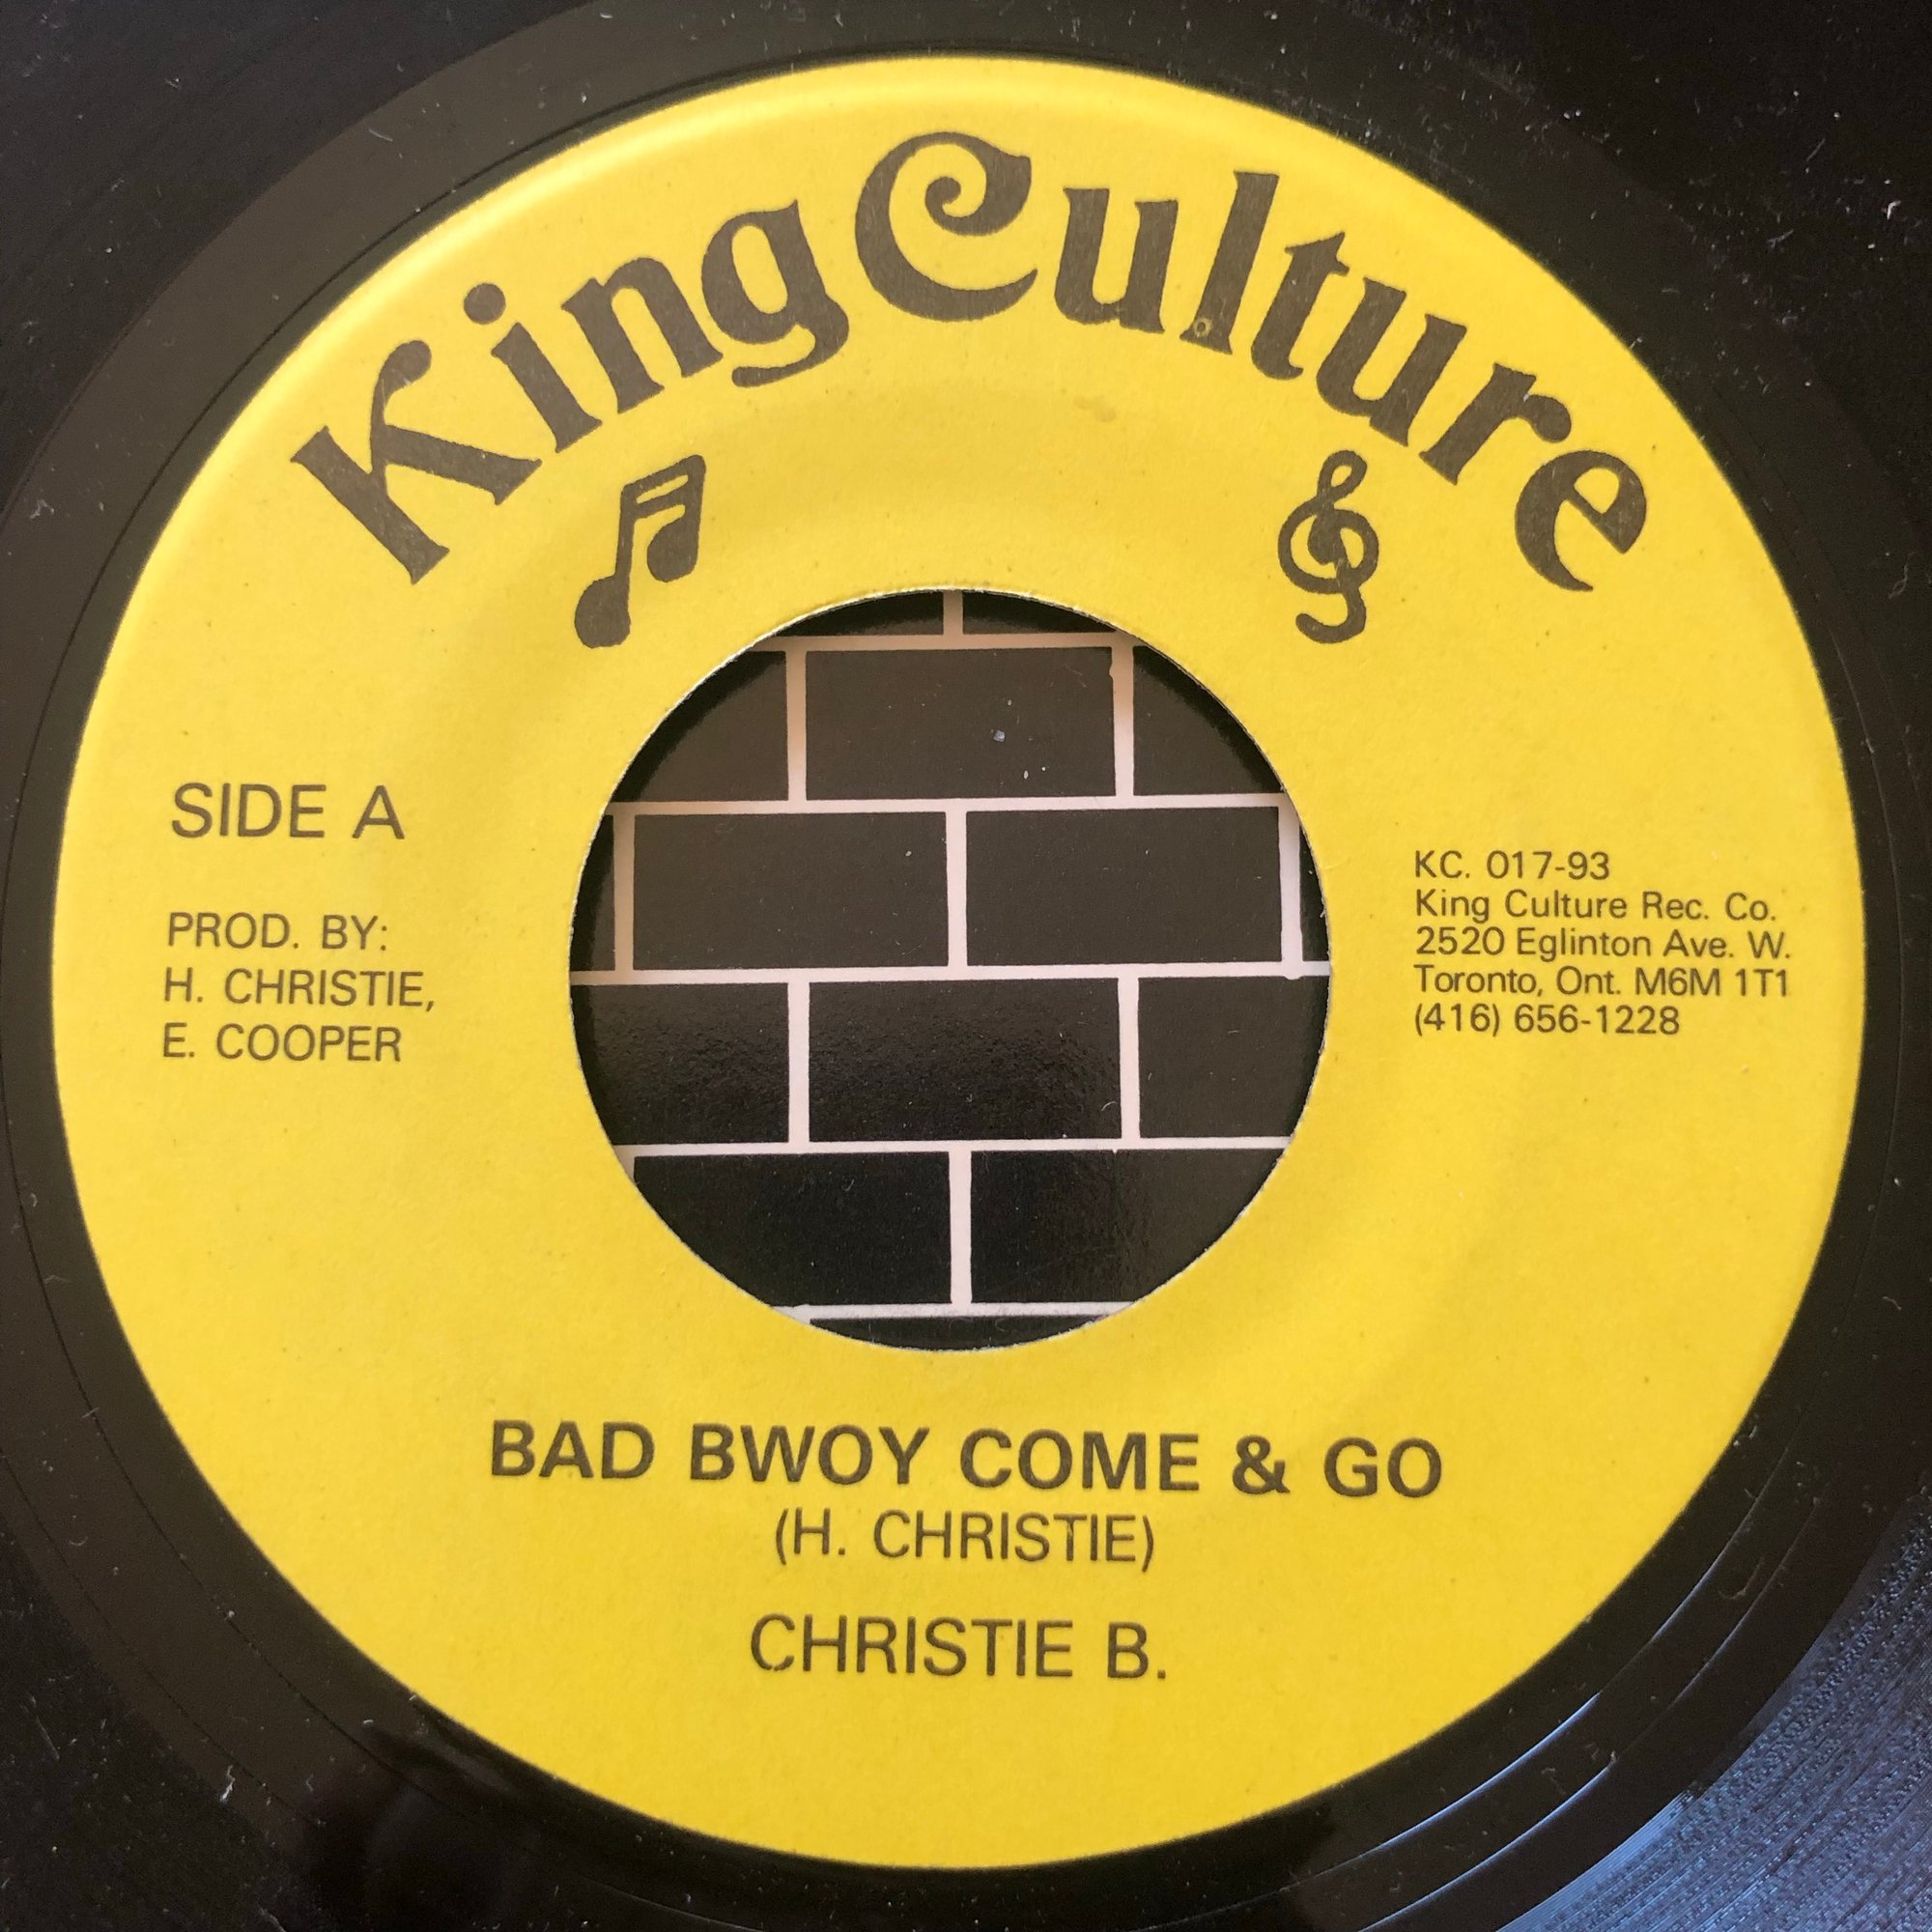 King Culture
SIDE A
PROD. BY:
H. CHRISTIE,
E. COOPER
KC. 017-93
King Culture Rec. Co.
2520 Eglinton Ave. W.
Toronto, Ont. M6M 1T1
(416) 656-1228
BAD BWOY COME & GO
(H. CHRISTIE)
CHRISTIE B.